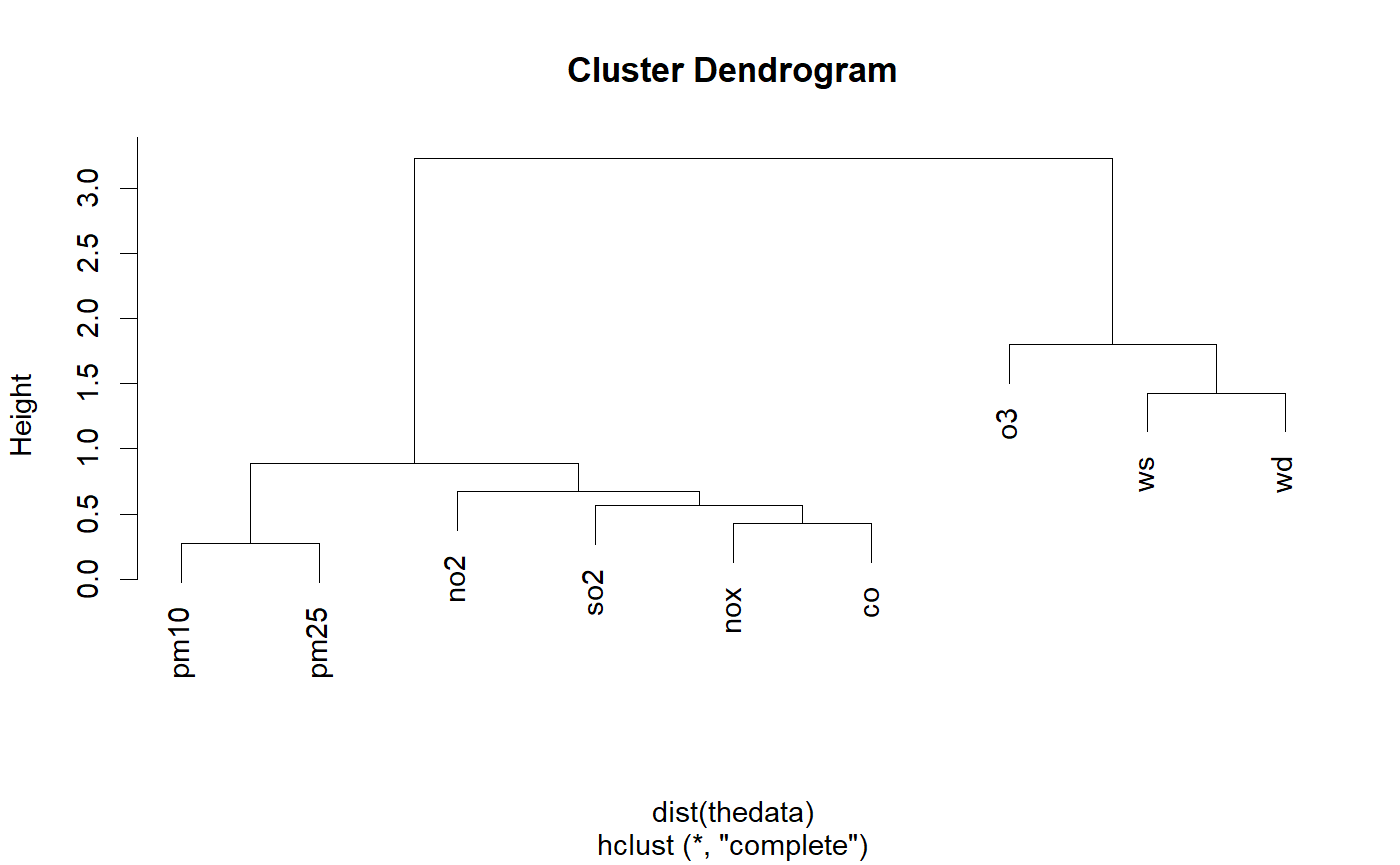 Cluster Dendrogram
Height
3.0
2.5
2.0
1.5
1.0
0.5
0.0
pm10
pm25
no2
so2
nox
co
o3
ws
wd
dist(thedata)
hclust (*, "complete")